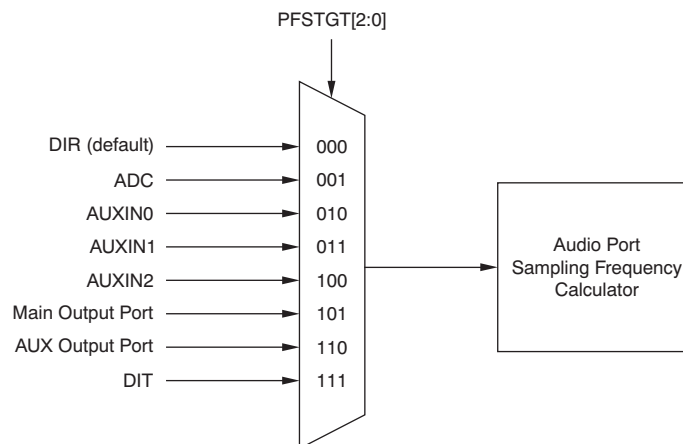 PFSTGT[2:0]
DIR (default)
000
ADC
001
AUXIN0
010
AUXIN1
011
AUXIN2
100
Main Output Port
101
AUX Output Port
110
DIT
111
Audio Port
Sampling Frequency
Calculator